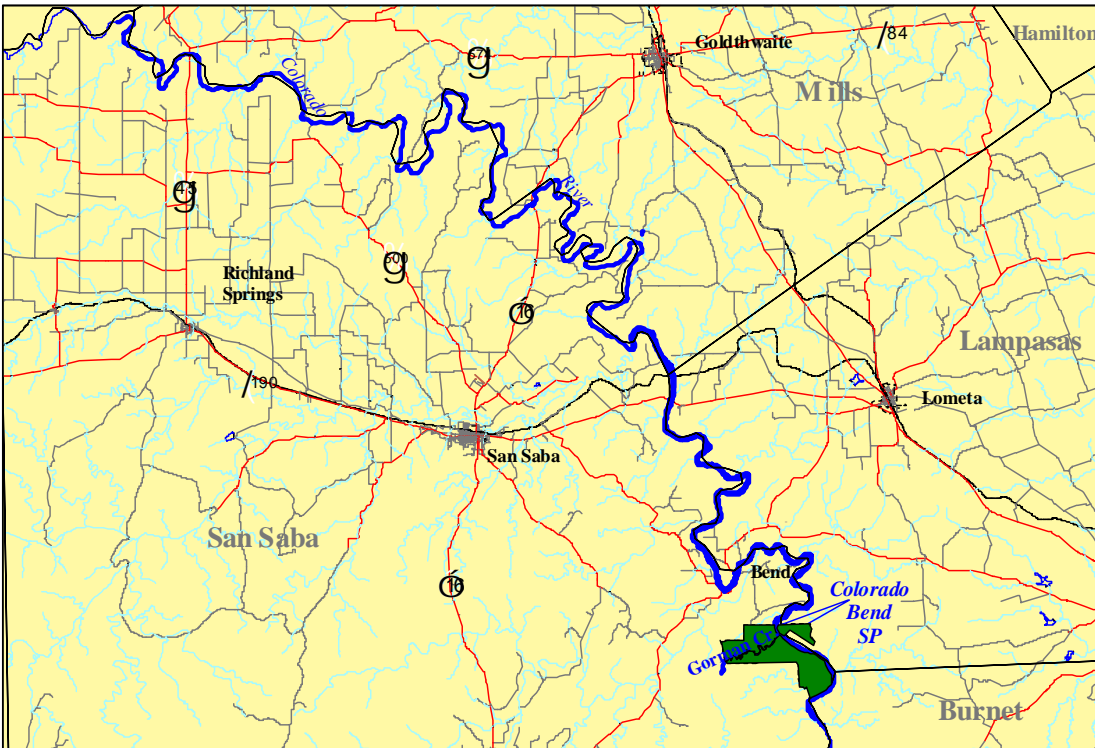 Goldthwaite
84
Hamilton
574
Mills
Colorado
45
River
Richland
Springs
500
16
190
Lampasas
Lometa
San Saba
San Saba
16
Bend
Colorado
Bend
SP
Gorman Cr.
Burnet